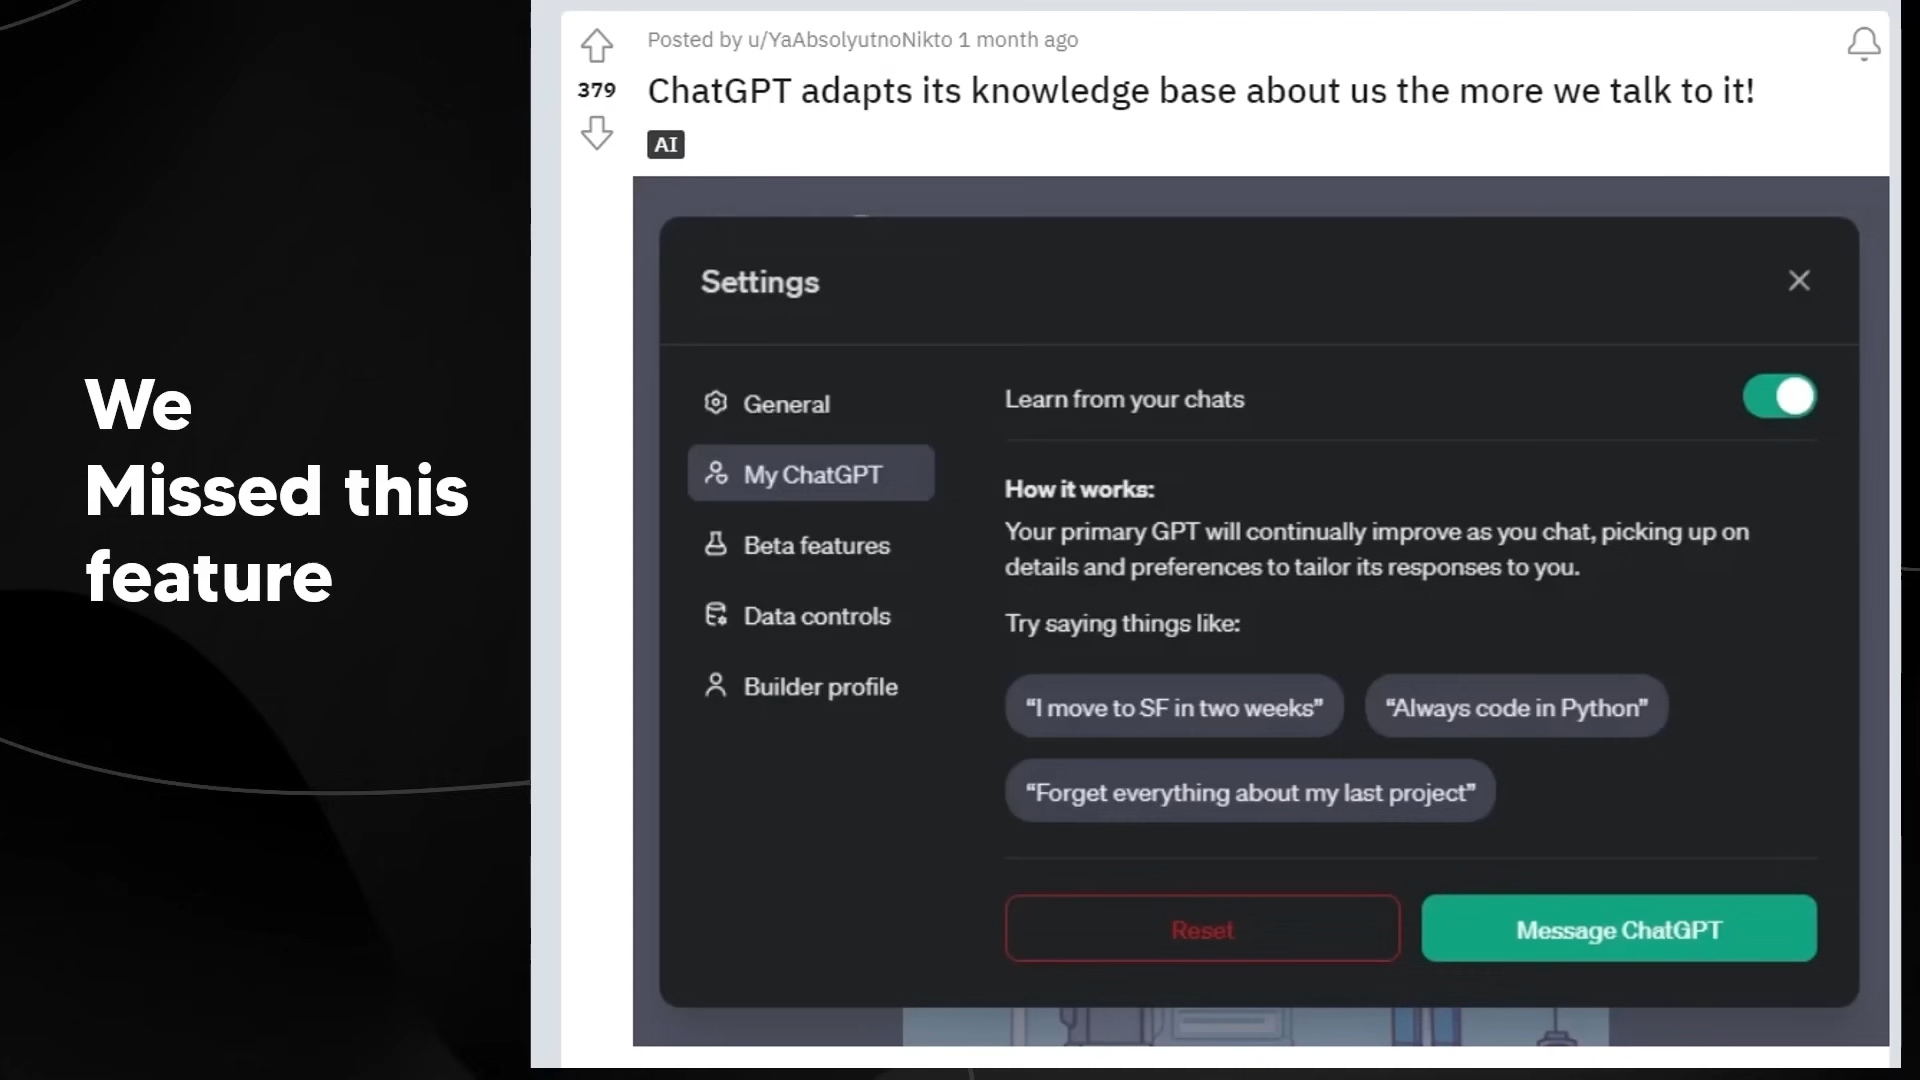 We
Missed this
feature
Posted by u/YaAbsolyutnoNikto 1 month ago
379
ChatGPT adapts its knowledge base about us the more we talk to it!
AI
Settings
General
My ChatGPT
Beta features
Data controls
Builder profile
Learn from your chats
How it works:
Your primary GPT will continually improve as you chat, picking up on
details and preferences to tailor its responses to you.
Try saying things like:
“I move to SF in two weeks”
“Always code in Python”
“Forget everything about my last project”
Reset
Message ChatGPT